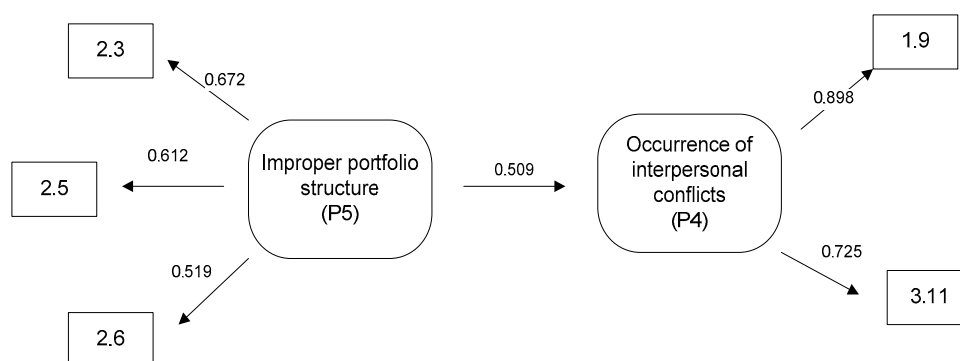 2.3
0.672
2.5
0.612
2.6
0.519
Improper portfolio
structure
(P5)
0.509
Occurrence of
interpersonal
conflicts
(P4)
1.9
0.898
0.725
3.11